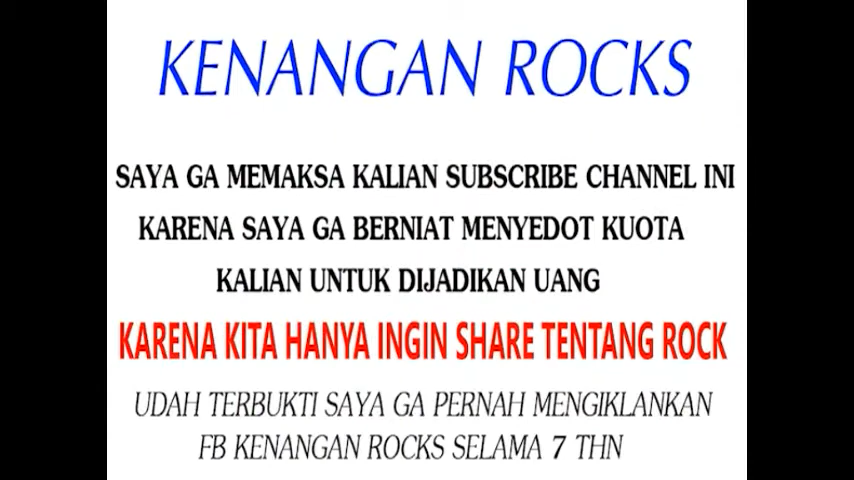 KENANGAN ROCKS
SAYA GA MEMAKSA KALIAN SUBSCRIBE CHANNEL INI
KARENA SAYA GA BERNIAT MENYEDOT KUOTA
KALIAN UNTUK DIJADIKAN UANG
KARENA KITA HANYA INGIN SHARE TENTANG ROCK
UDAH TERBUKTI SAYA GA PERNAH MENGIKLANKAN
FB KENANGAN ROCKS SELAMA 7 THN